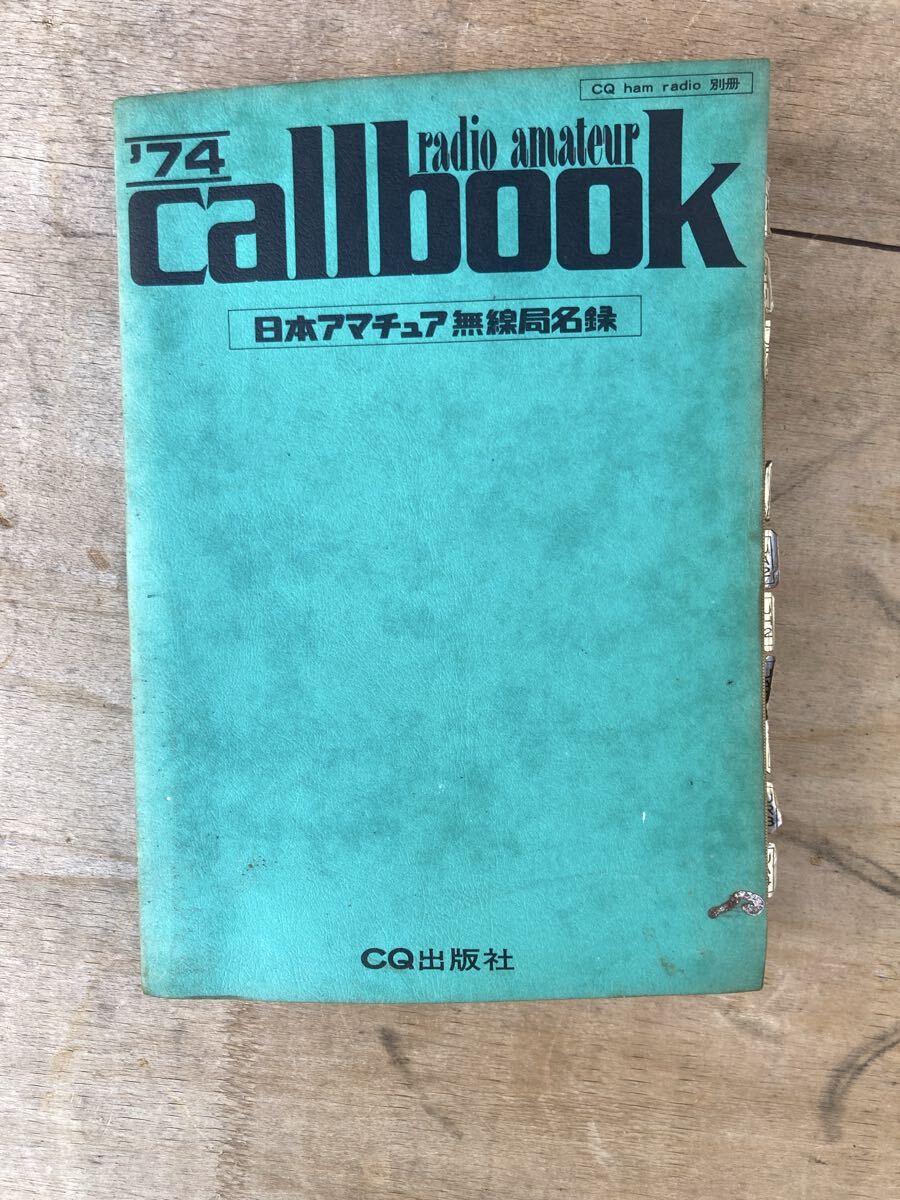 CQ ham radio 別冊
'74
radio amateur
callbook
日本アマチュア無線局名録
CQ出版社